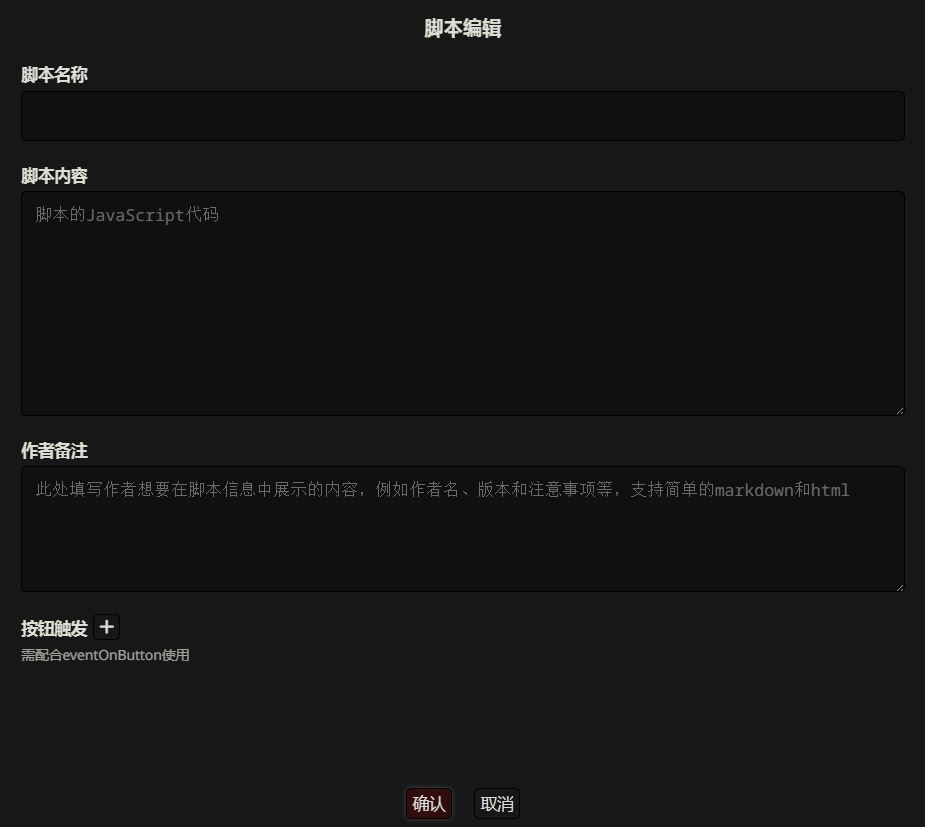 脚本编辑
脚本名称
脚本内容
脚本的JavaScript代码
作者备注
此处填写作者想要在脚本信息中展示的内容，例如作者名、版本和注意事项等，支持简单的markdown和html
按钮触发
需配合eventOnButton使用
确认 取消